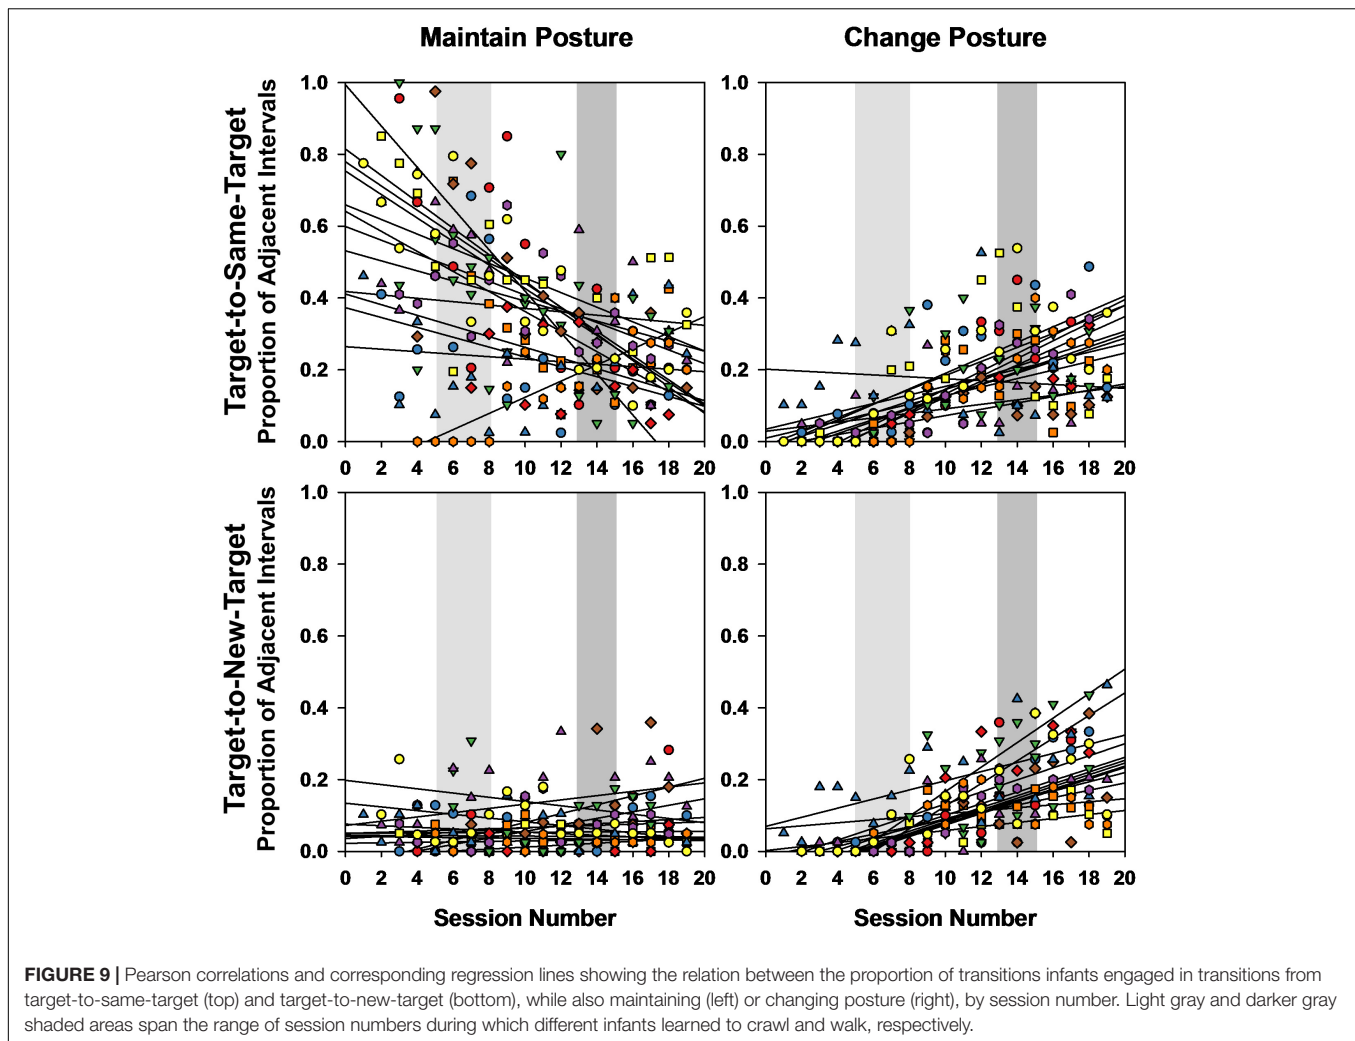 Maintain Posture
Change Posture
Target-to-Same-Target
Proportion of Adjacent Intervals
1.0
0.8
0.6
0.4
0.2
0.0
0 2 4 6 8 10 12 14 16 18 20
1.0
0.8
0.6
0.4
0.2
0.0
0 2 4 6 8 10 12 14 16 18 20
Target-to-New-Target
Proportion of Adjacent Intervals
1.0
0.8
0.6
0.4
0.2
0.0
0 2 4 6 8 10 12 14 16 18 20
Session Number
1.0
0.8
0.6
0.4
0.2
0.0
0 2 4 6 8 10 12 14 16 18 20
Session Number
FIGURE 9 | Pearson correlations and corresponding regression lines showing the relation between the proportion of transitions infants engaged in transitions from
target-to-same-target (top) and target-to-new-target (bottom), while also maintaining (left) or changing posture (right), by session number. Light gray and darker gray
shaded areas span the range of session numbers during which different infants learned to crawl and walk, respectively.